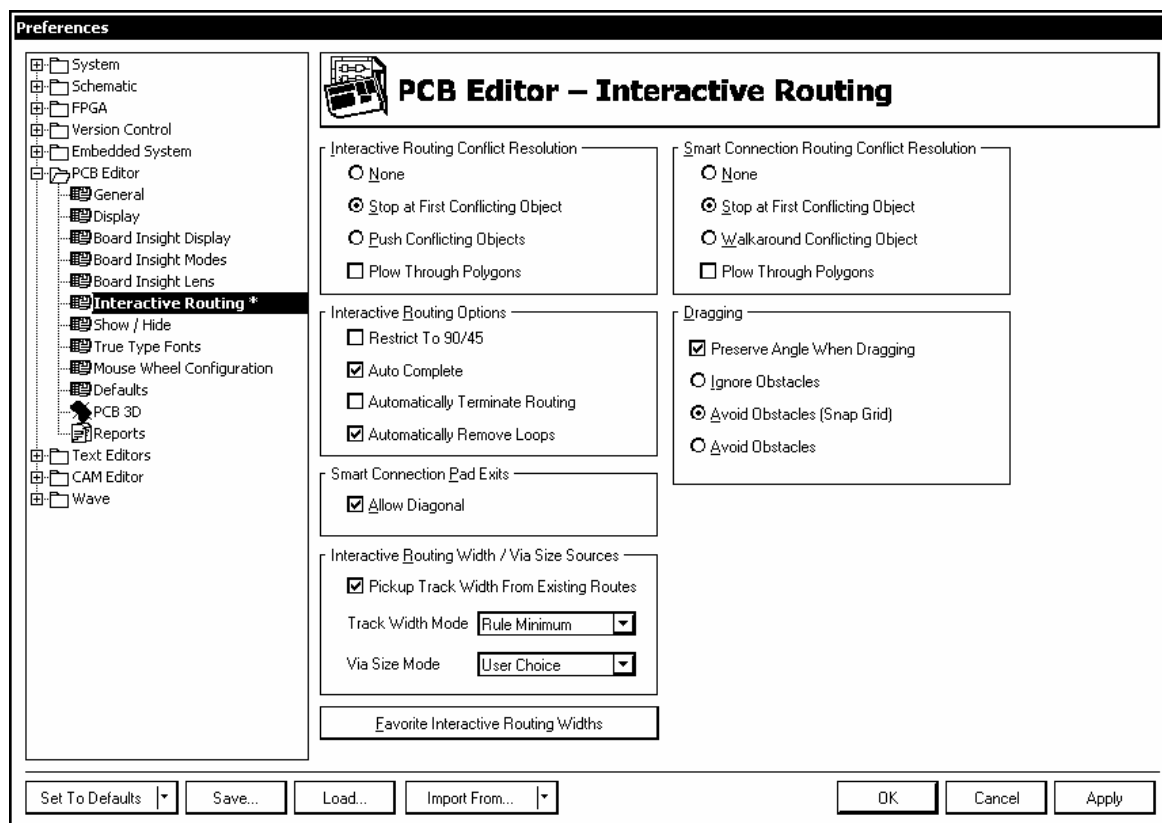 Preferences
System
Schematic
FPGA
Version Control
Embedded System
PCB Editor
General
Display
Board Insight Display
Board Insight Modes
Board Insight Lens
Interactive Routing *
Show / Hide
True Type Fonts
Mouse Wheel Configuration
Defaults
PCB 3D
Reports
Text Editors
CAM Editor
Wave
PCB Editor – Interactive Routing
Interactive Routing Conflict Resolution
None
Stop at First Conflicting Object
Push Conflicting Objects
Plow Through Polygons
Smart Connection Routing Conflict Resolution
None
Stop at First Conflicting Object
Walkaround Conflicting Object
Plow Through Polygons
Interactive Routing Options
Restrict To 90/45
Auto Complete
Automatically Terminate Routing
Automatically Remove Loops
Dragging
Preserve Angle When Dragging
Ignore Obstacles
Avoid Obstacles (Snap Grid)
Avoid Obstacles
Smart Connection Pad Exits
Allow Diagonal
Interactive Routing Width / Via Size Sources
Pickup Track Width From Existing Routes
Track Width Mode Rule Minimum
Via Size Mode User Choice
Favorite Interactive Routing Widths
Set To Defaults Save... Load... Import From... OK Cancel Apply